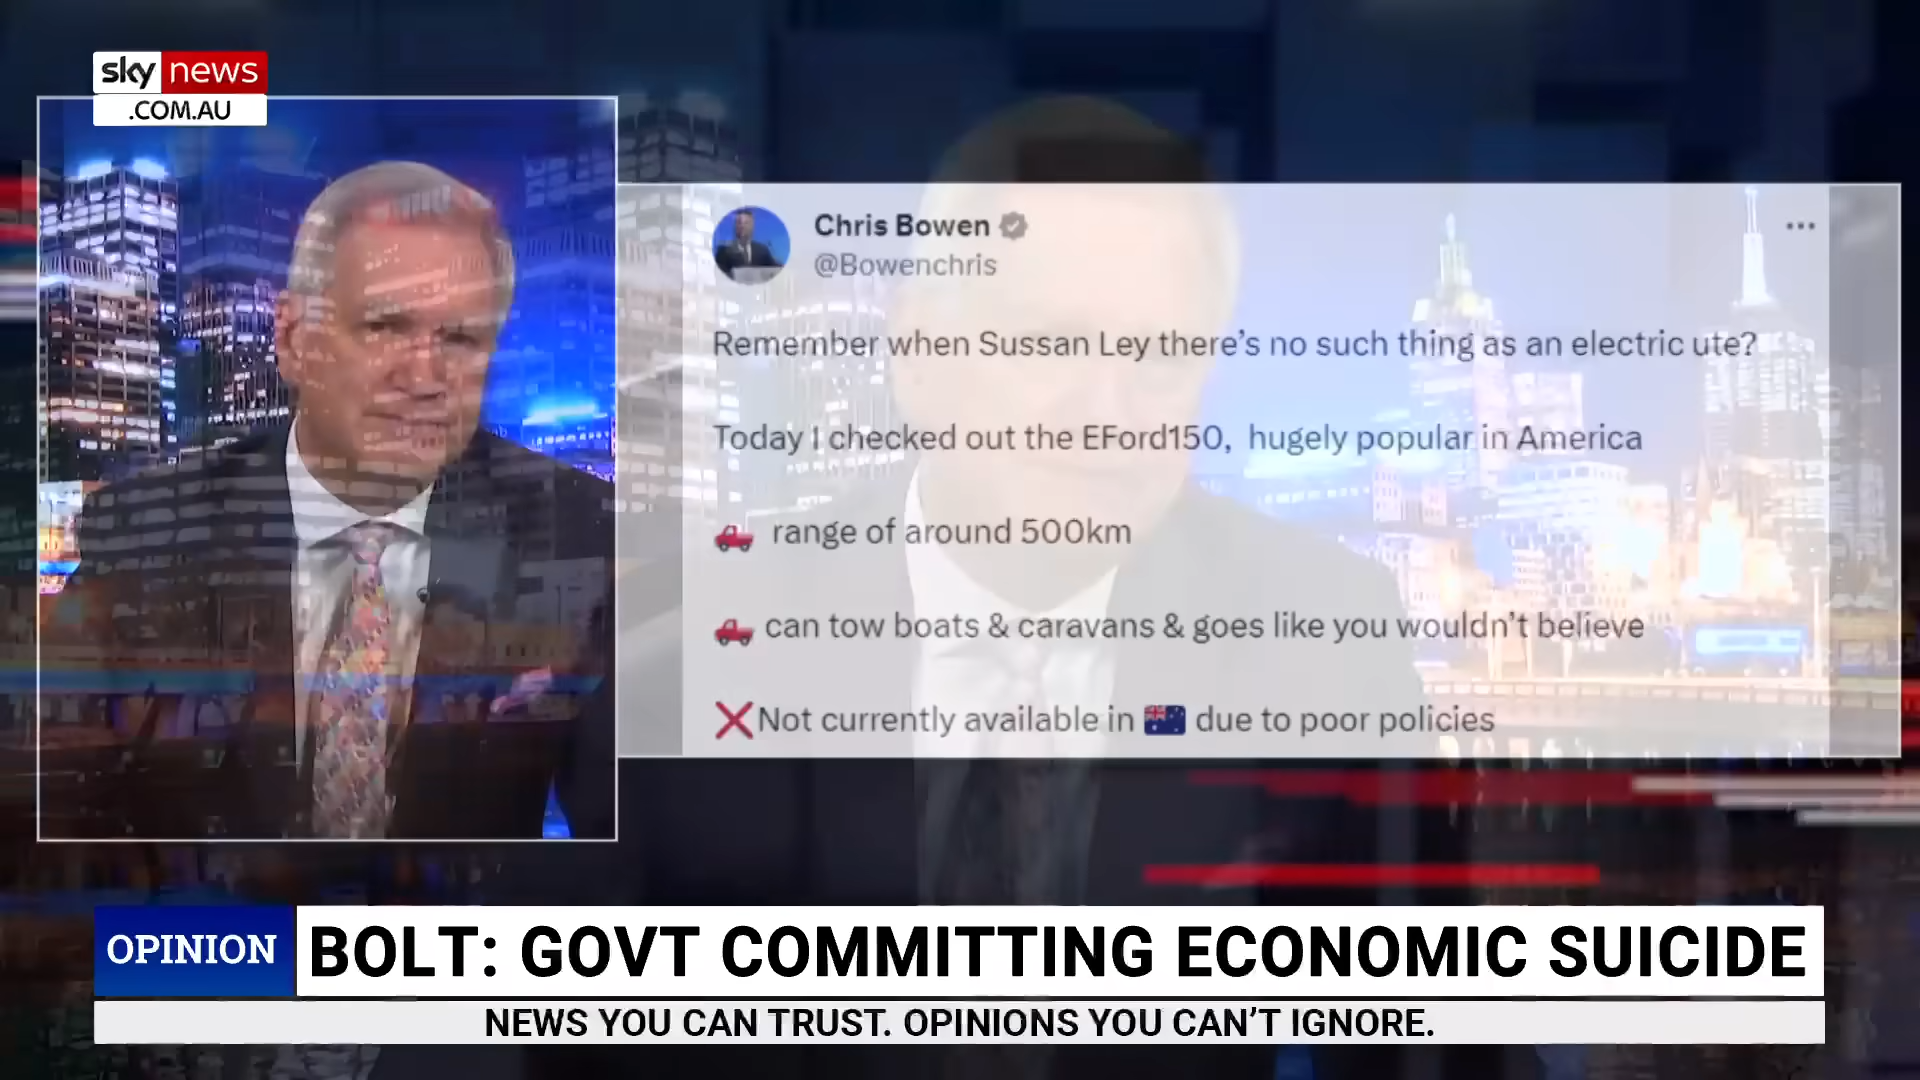 sky news
.COM.AU
Chris Bowen
@Bowenchris
Remember when Sussan Ley there's no such thing as an electric ute?
Today I checked out the EFord150, hugely popular in America
range of around 500km
can tow boats & caravans & goes like you wouldn't believe
❌Not currently available in 🇦🇺 due to poor policies
OPINION
BOLT: GOVT COMMITTING ECONOMIC SUICIDE
NEWS YOU CAN TRUST. OPINIONS YOU CAN'T IGNORE.